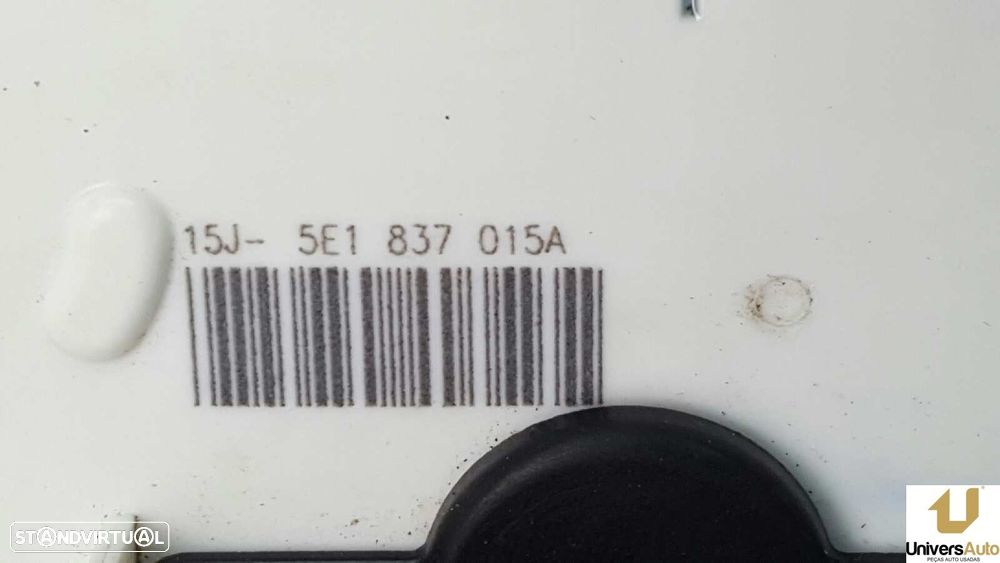 15J- 5E1 837 015A
STANDVIRTUAL
UniversAuto
PEÇAS AUTO USADAS